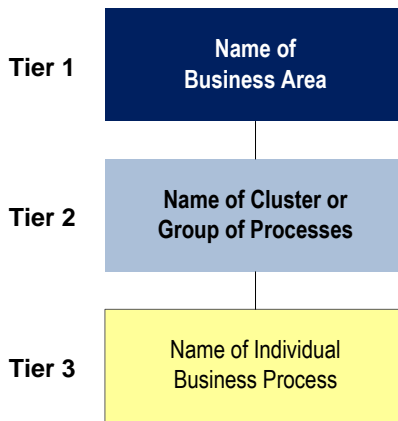 Tier 1
Name of
Business Area
Tier 2
Name of Cluster or
Group of Processes
Tier 3
Name of Individual
Business Process